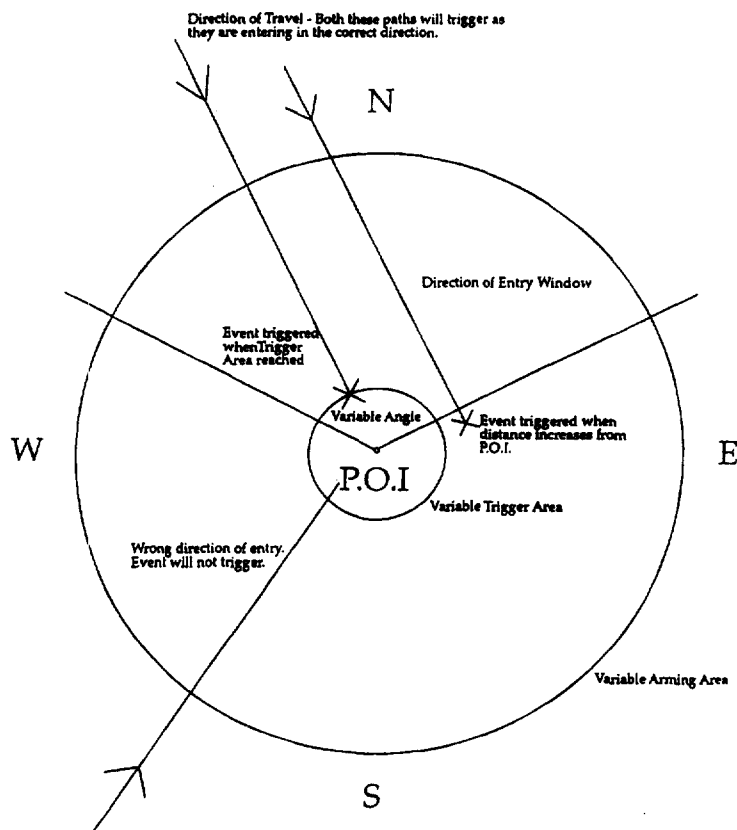 Direction of Travel - Both these paths will trigger as
they are entering in the correct direction.
N
Direction of Entry Window
Event triggered
whenTrigger
Area reached
Variable Angle
Event triggered when
distance increases from
P.O.I.
W
E
P.O.I
Variable Trigger Area
Wrong direction of entry.
Event will not trigger.
Variable Arming Area
S